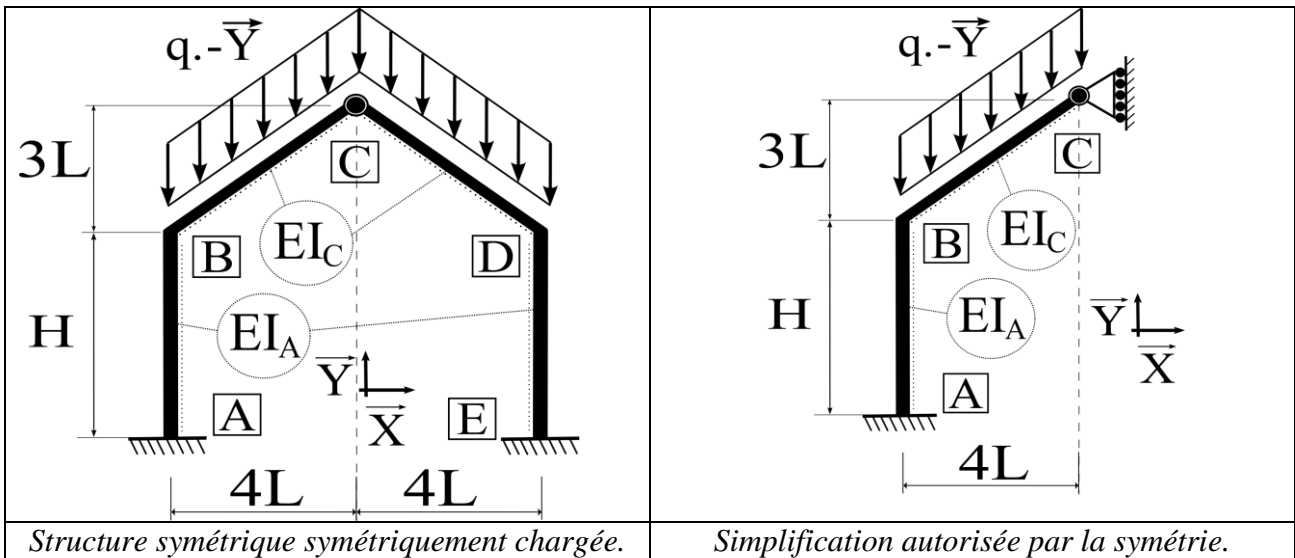 q.-Y
3L
C
B
EI_C
D
H
EI_A
Y
X
A
E
4L
4L
Structure symétrique symétriquement chargée.
q.-Y
3L
C
B
EI_C
H
EI_A
Y
X
A
4L
Simplification autorisée par la symétrie.